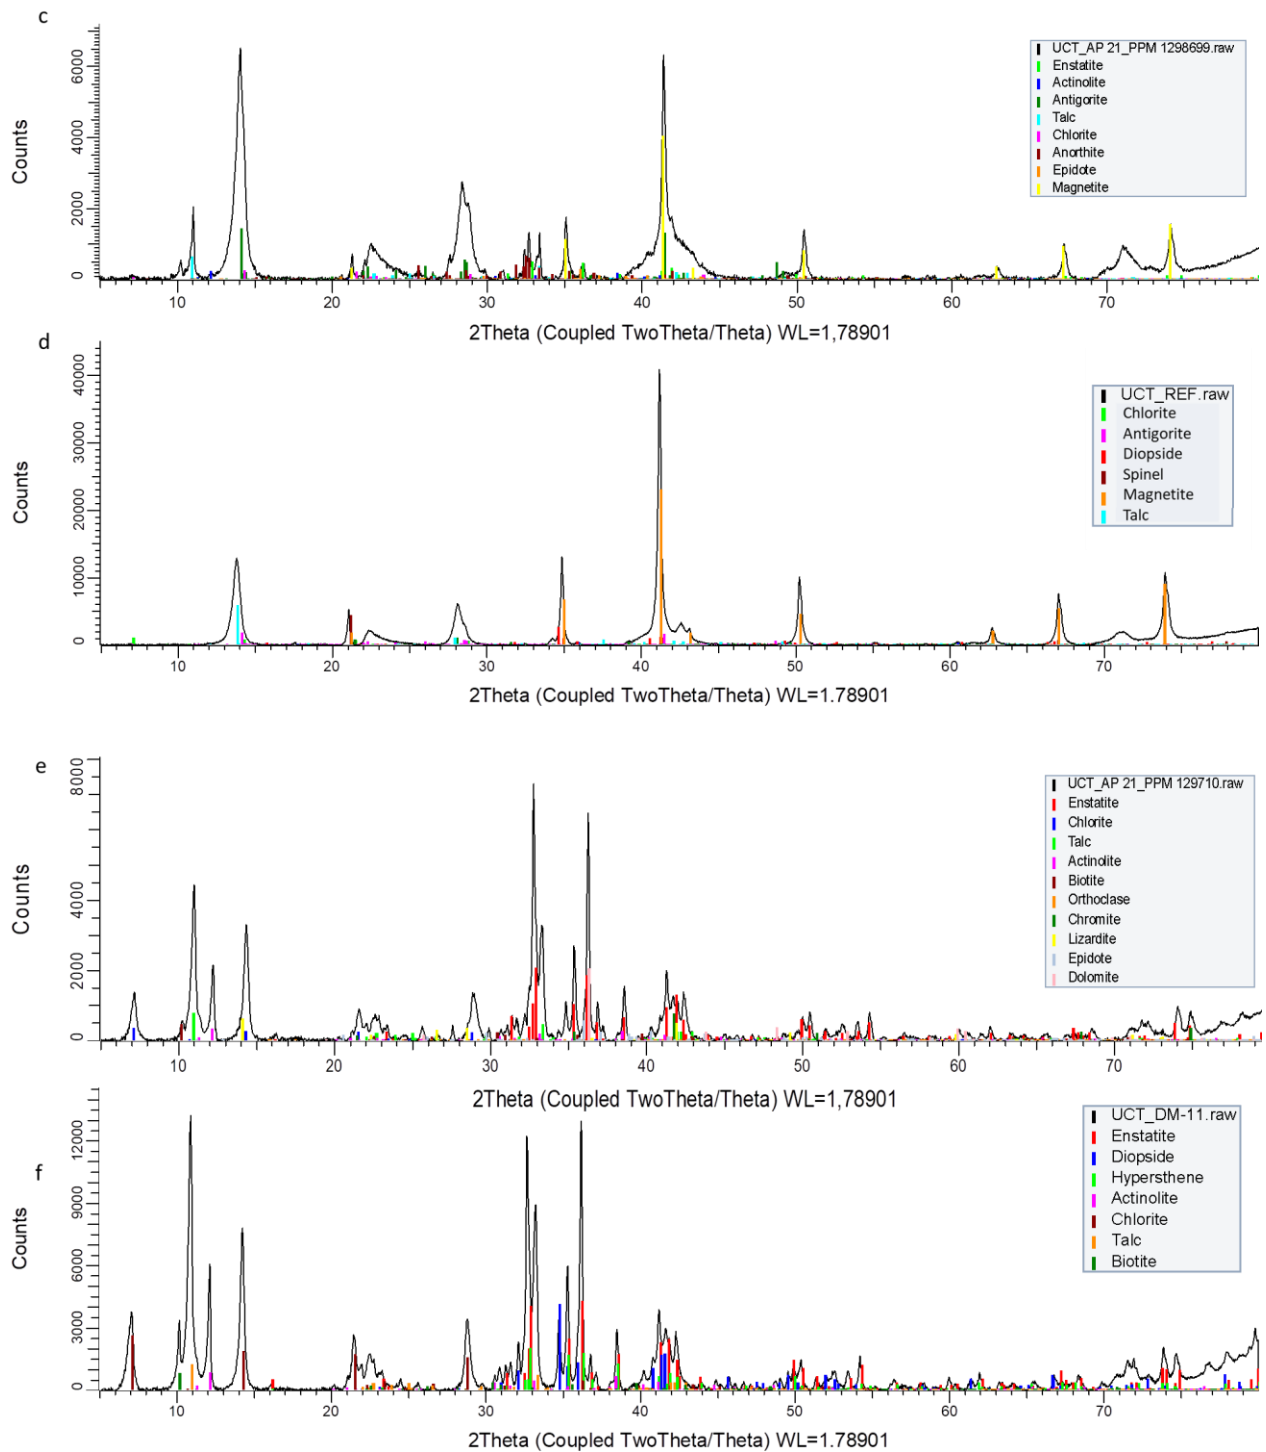 c
6000
4000
2000
0
Counts
UCT_AP 21_PPM 1298699.raw
Enstatite
Actinolite
Antigorite
Talc
Chlorite
Anorthite
Epidote
Magnetite
10 20 30 40 50 60 70
2Theta (Coupled TwoTheta/Theta) WL=1,78901
d
40000
30000
20000
10000
0
Counts
UCT_REF.raw
Chlorite
Antigorite
Diopside
Spinel
Magnetite
Talc
10 20 30 40 50 60 70
2Theta (Coupled TwoTheta/Theta) WL=1.78901
e
8000
6000
4000
2000
0
Counts
UCT_AP 21_PPM 129710.raw
Enstatite
Chlorite
Talc
Actinolite
Biotite
Orthoclase
Chromite
Lizardite
Epidote
Dolomite
10 20 30 40 50 60 70
2Theta (Coupled TwoTheta/Theta) WL=1,78901
f
12000
9000
6000
3000
0
Counts
UCT_DM-11.raw
Enstatite
Diopside
Hypersthene
Actinolite
Chlorite
Talc
Biotite
10 20 30 40 50 60 70
2Theta (Coupled TwoTheta/Theta) WL=1.78901